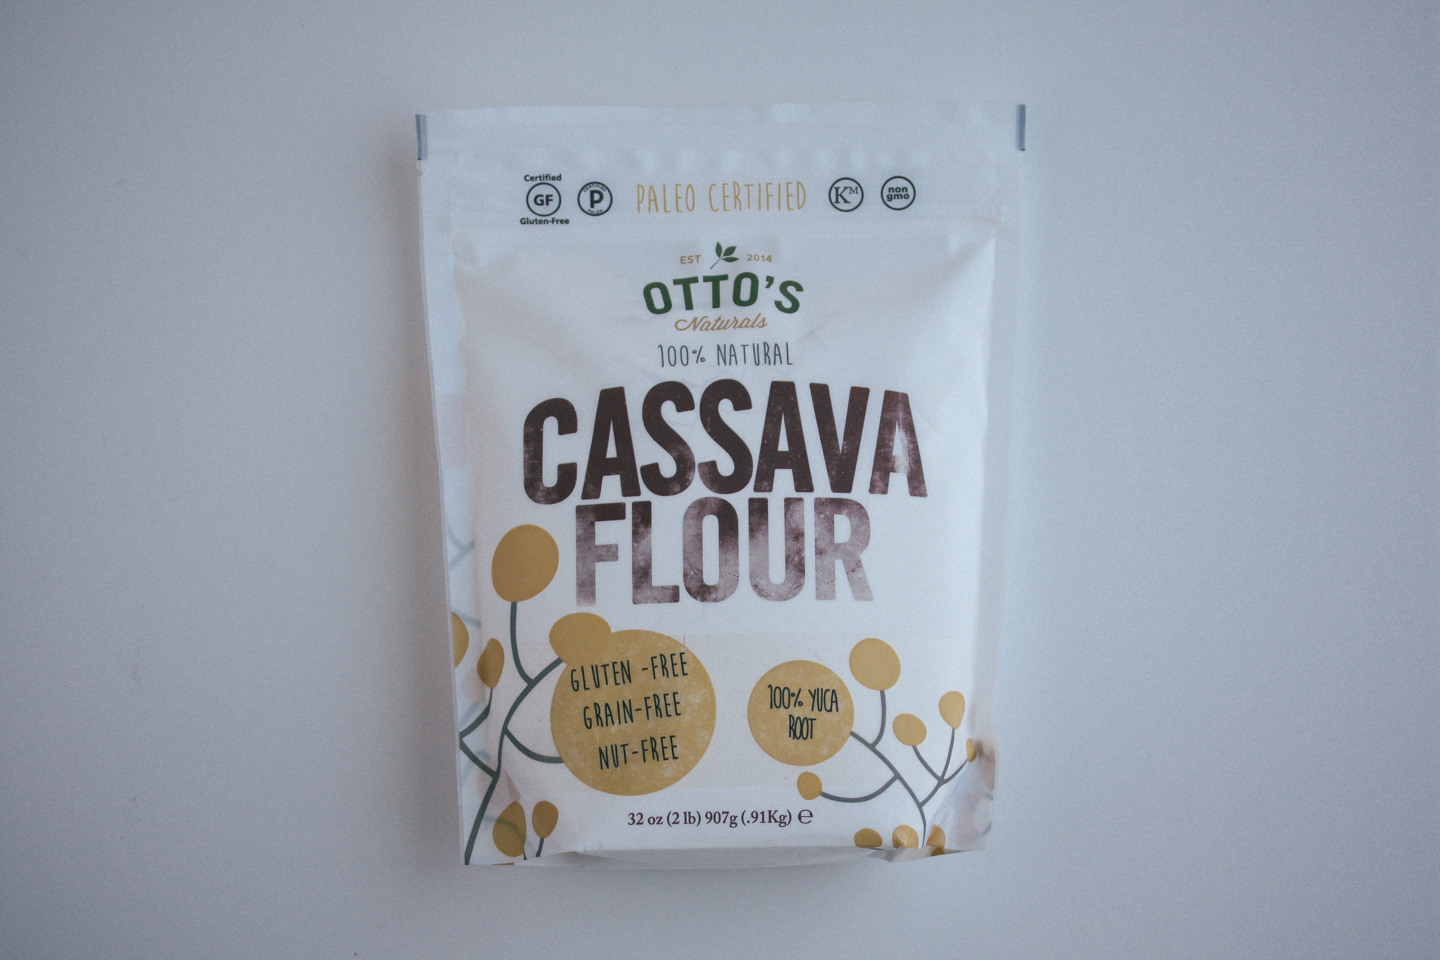 Certified
GF
Gluten-Free
P
PALEO CERTIFIED
KM
non
gmo
EST 2014
OTTO'S
Naturals
100% NATURAL
CASSAVA
FLOUR
GLUTEN -FREE
GRAIN-FREE
NUT-FREE
100% YUCA
ROOT
32 oz (2 lb) 907g (.91Kg) ℮